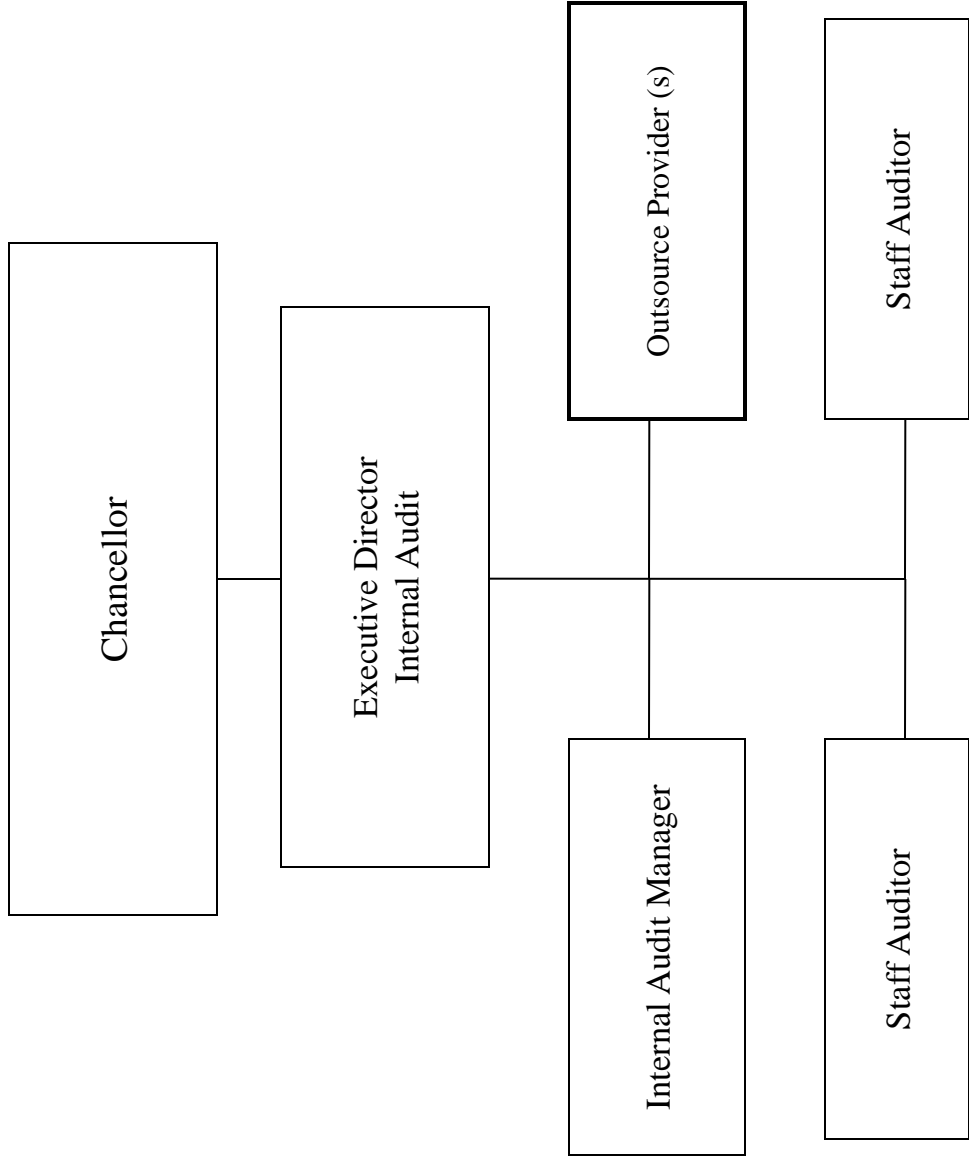 Chancellor
Executive Director
Internal Audit
Internal Audit Manager
Outsource Provider (s)
Staff Auditor
Staff Auditor